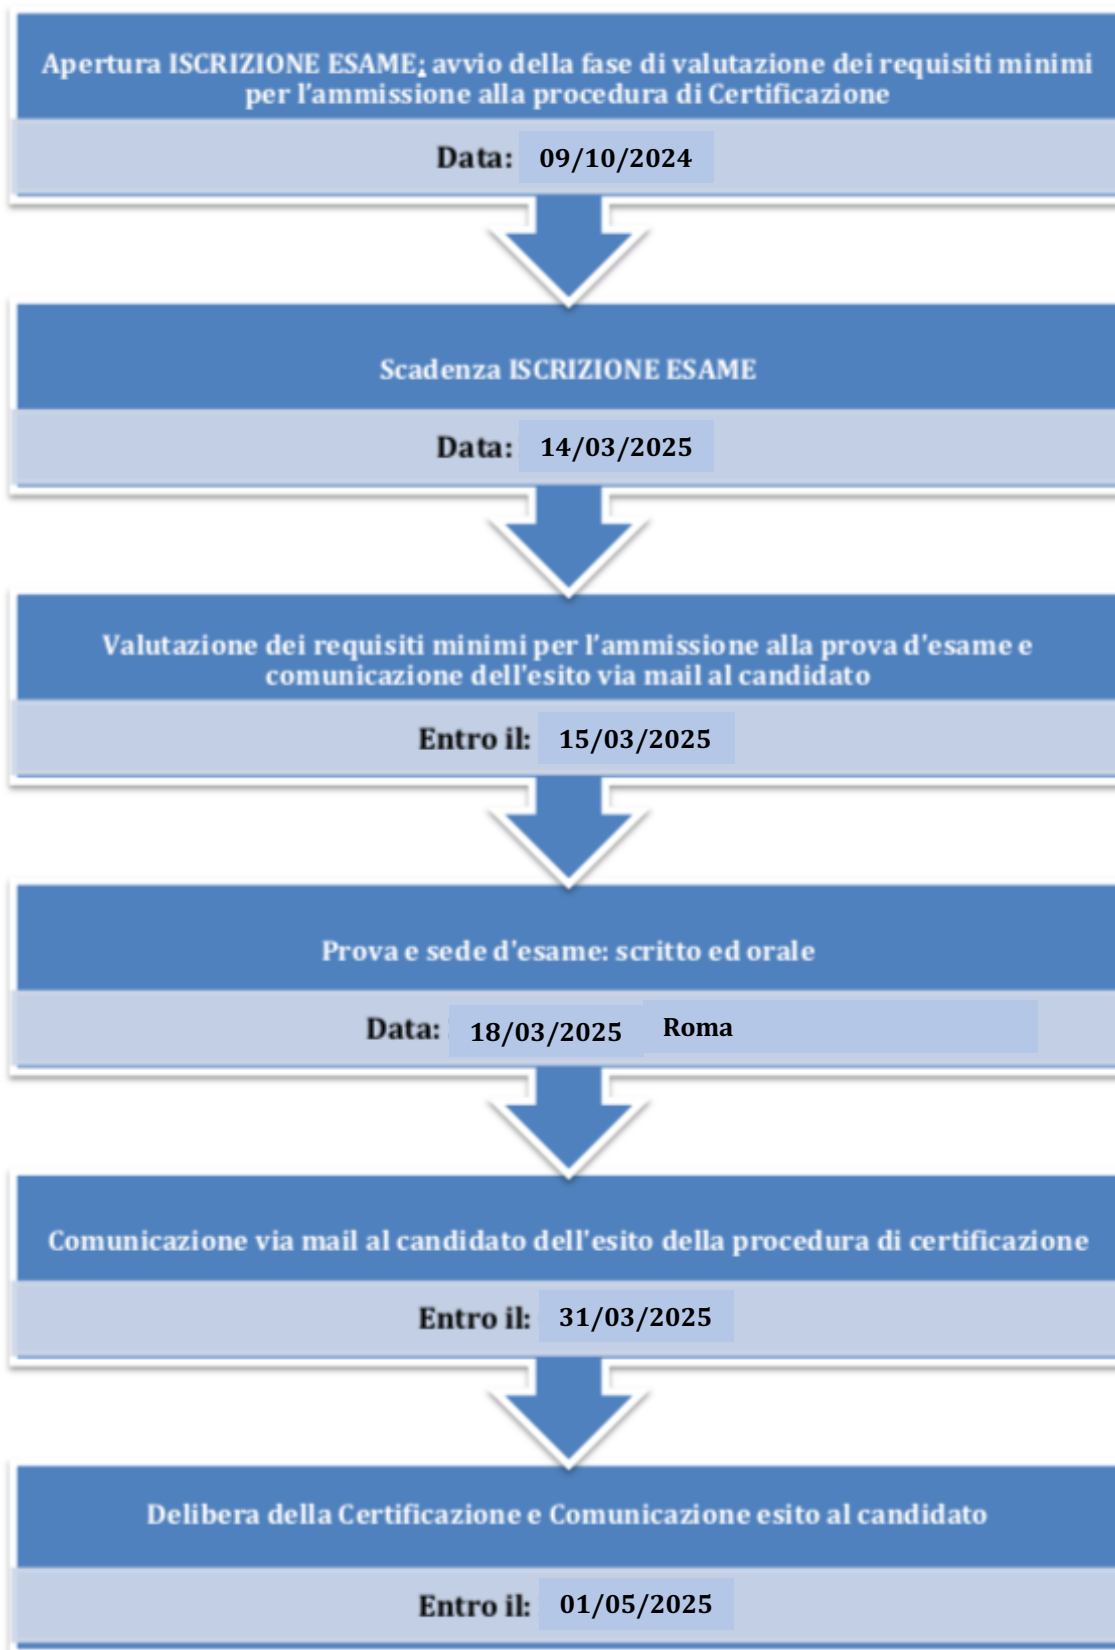 Apertura ISCRIZIONE ESAME; avvio della fase di valutazione dei requisiti minimi
per l'ammissione alla procedura di Certificazione
Data: 09/10/2024
Scadenza ISCRIZIONE ESAME
Data: 14/03/2025
Valutazione dei requisiti minimi per l'ammissione alla prova d'esame e
comunicazione dell'esito via mail al candidato
Entro il: 15/03/2025
Prova e sede d'esame: scritto ed orale
Data: 18/03/2025 Roma
Comunicazione via mail al candidato dell'esito della procedura di certificazione
Entro il: 31/03/2025
Delibera della Certificazione e Comunicazione esito al candidato
Entro il: 01/05/2025